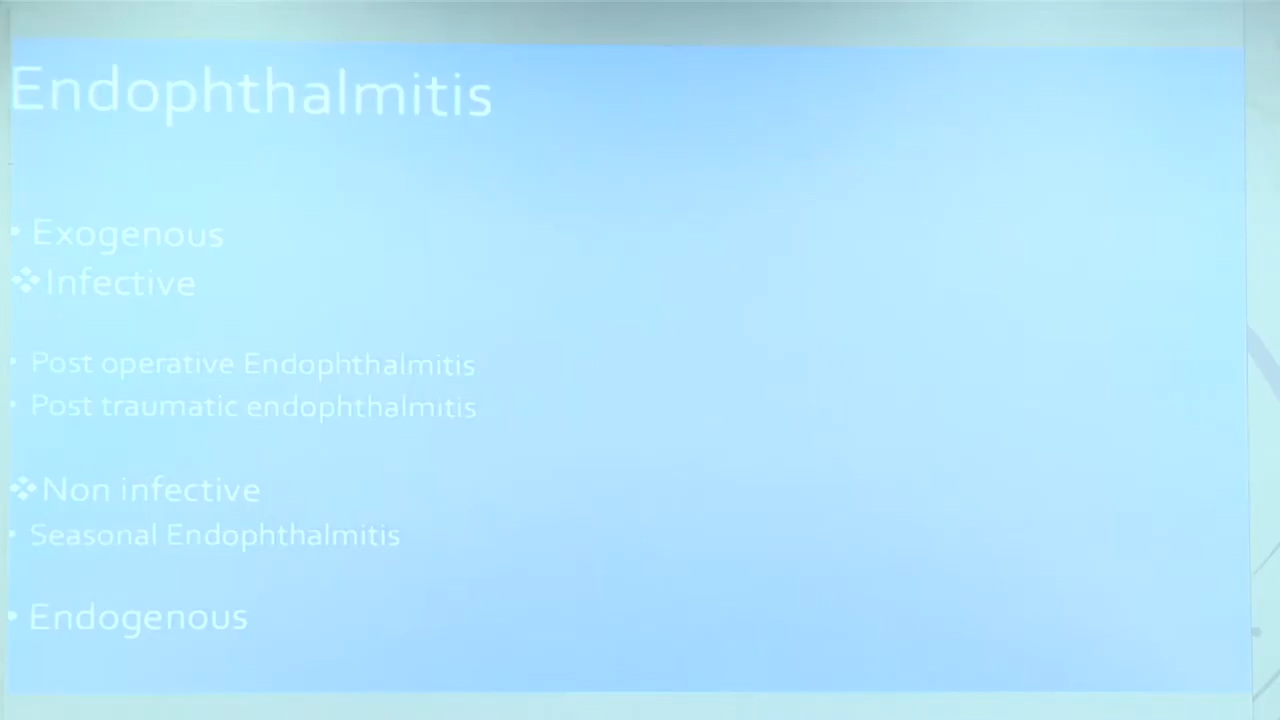 Endophthalmitis
• Exogenous
❖Infective
• Post operative Endophthalmitis
• Post traumatic endophthalmitis
❖Non infective
• Seasonal Endophthalmitis
• Endogenous